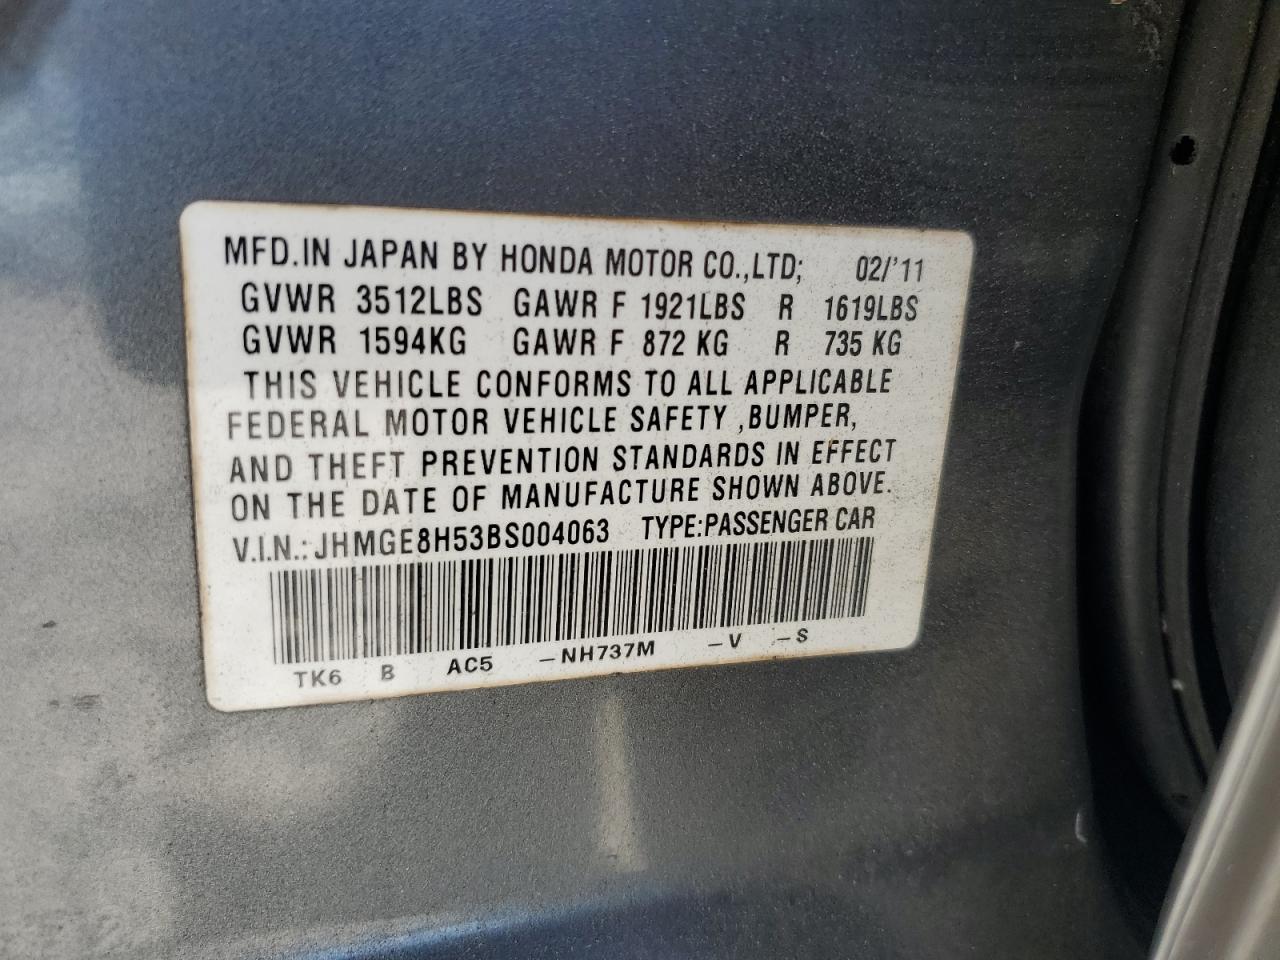 MFD.IN JAPAN BY HONDA MOTOR CO.,LTD; 02/'11
GVWR 3512LBS GAWR F 1921LBS R 1619LBS
GVWR 1594KG GAWR F 872 KG R 735 KG
THIS VEHICLE CONFORMS TO ALL APPLICABLE
FEDERAL MOTOR VEHICLE SAFETY ,BUMPER,
AND THEFT PREVENTION STANDARDS IN EFFECT
ON THE DATE OF MANUFACTURE SHOWN ABOVE.
V.I.N.:JHMGE8H53BS004063 TYPE:PASSENGER CAR
TK6 B AC5 –NH737M –V –S